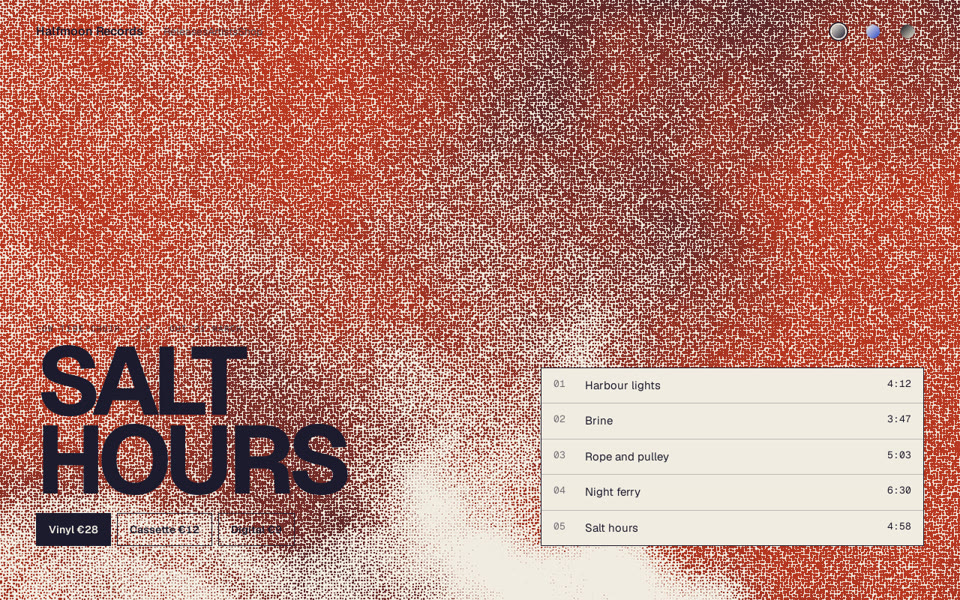 Halfmoon Records
SALT
HOURS
Vinyl €28
Cassette €12
01 Harbour lights 4:12
02 Brine 3:47
03 Rope and pulley 5:03
04 Night ferry 6:30
05 Salt hours 4:58